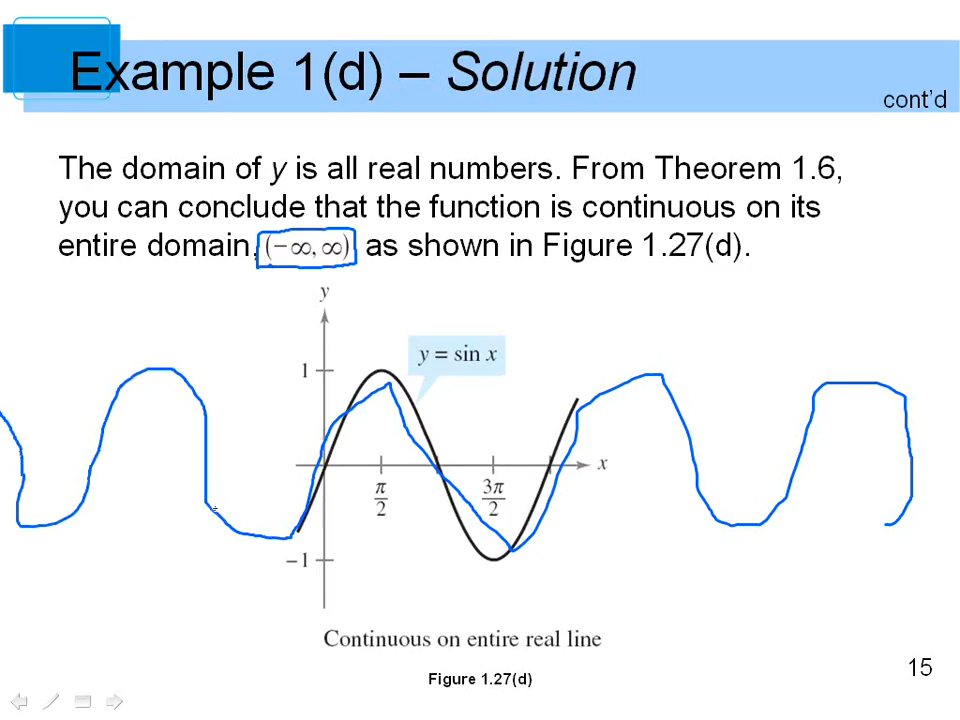 Example 1(d) – Solution
cont'd
The domain of y is all real numbers. From Theorem 1.6,
you can conclude that the function is continuous on its
entire domain, (−∞, ∞) as shown in Figure 1.27(d).
y
y = sin x
1
x
π/2
3π/2
−1
Continuous on entire real line
Figure 1.27(d)
15